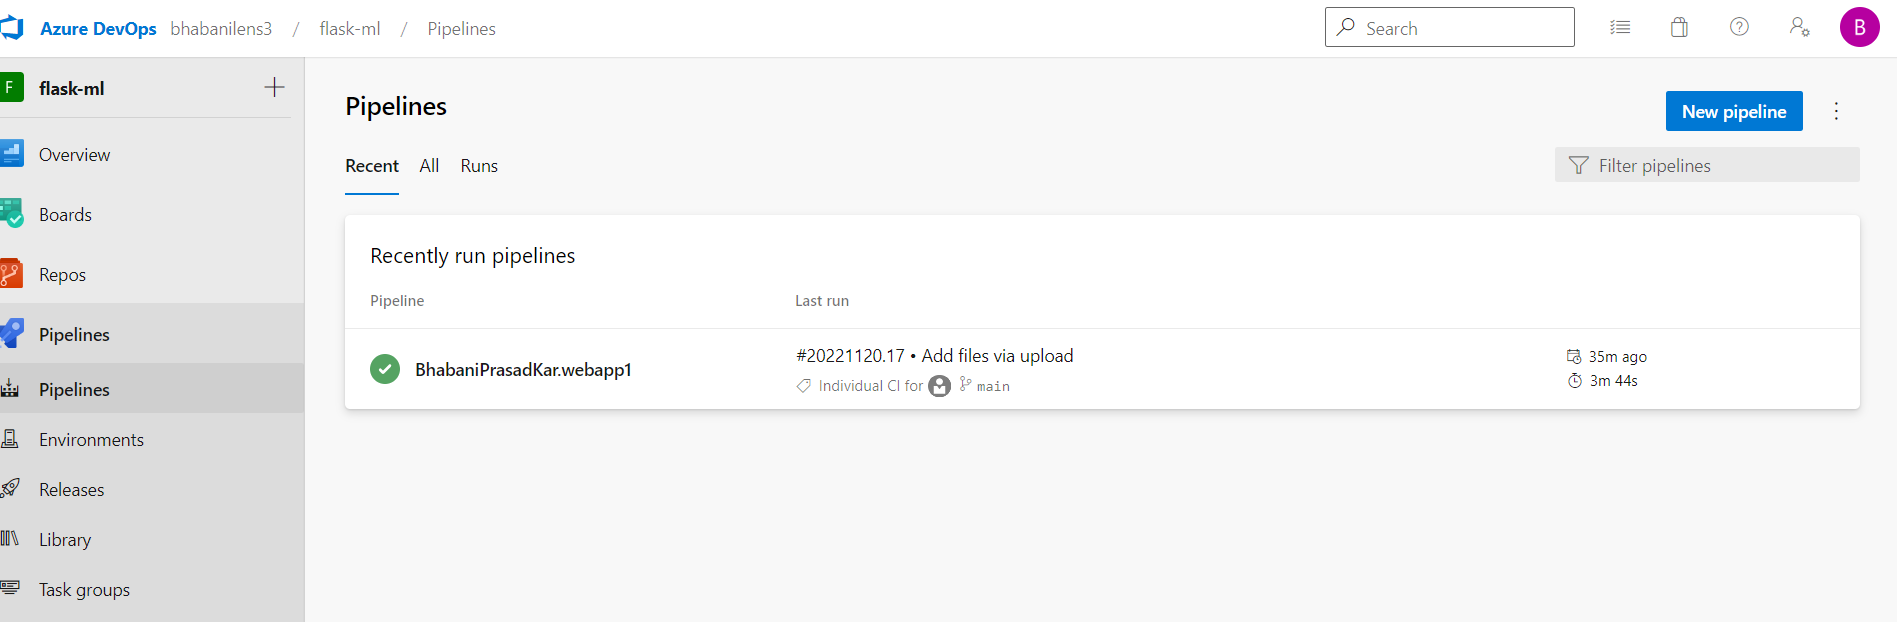 Azure DevOps bhabanilens3 / flask-ml / Pipelines
Search
B
F flask-ml
Overview
Boards
Repos
Pipelines
Pipelines
Environments
Releases
Library
Task groups
Pipelines
New pipeline
Recent All Runs
Filter pipelines
Recently run pipelines
Pipeline Last run
BhabaniPrasadKar.webapp1
#20221120.17 • Add files via upload
Individual CI for main
35m ago
3m 44s